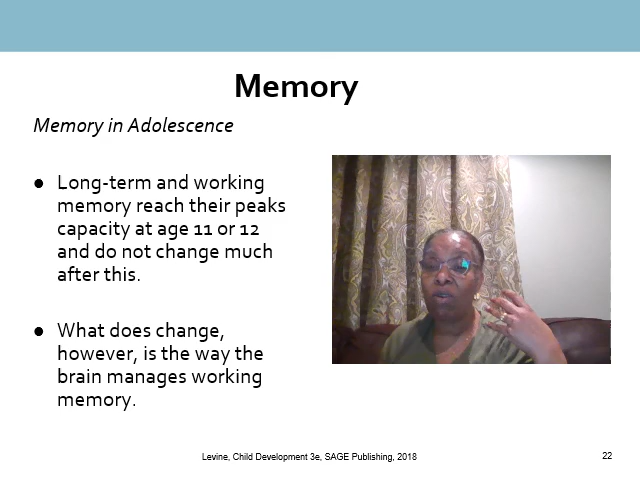 Memory
Memory in Adolescence
● Long-term and working
memory reach their peaks
capacity at age 11 or 12
and do not change much
after this.
● What does change,
however, is the way the
brain manages working
memory.
Levine, Child Development 3e, SAGE Publishing, 2018
22